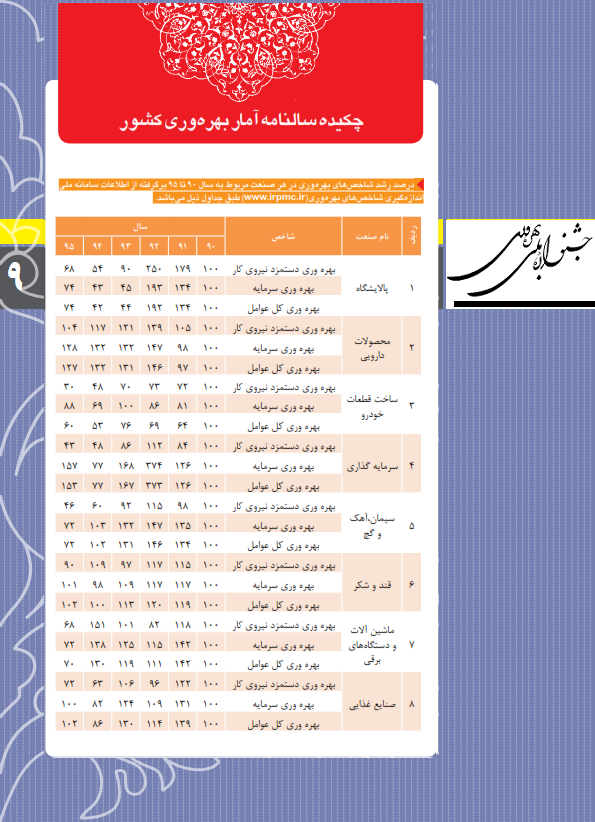 چکیده سالنامه آمار بهره‌وری کشور
درصد رشد شاخص‌های بهره‌وری در هر صنعت مربوط به سال ۹۰ تا ۹۵ برگرفته از اطلاعات سامانه ملی
اندازه‌گیری شاخص‌های بهره‌وری (www.irpmc.ir) طبق جداول ذیل می‌باشد.
ردیف نام صنعت شاخص سال
۹۰ ۹۱ ۹۲ ۹۳ ۹۴ ۹۵
۱ پالایشگاه
بهره وری دستمزد نیروی کار ۱۰۰ ۱۷۹ ۲۵۰ ۹۰ ۵۴ ۶۸
بهره وری سرمایه ۱۰۰ ۱۳۴ ۱۹۳ ۴۵ ۴۳ ۷۴
بهره وری کل عوامل ۱۰۰ ۱۳۴ ۱۹۲ ۴۴ ۴۲ ۷۴
۲ محصولات
دارویی
بهره وری دستمزد نیروی کار ۱۰۰ ۱۰۵ ۱۳۹ ۱۲۱ ۱۱۷ ۱۰۴
بهره وری سرمایه ۱۰۰ ۹۸ ۱۴۷ ۱۳۲ ۱۳۲ ۱۲۸
بهره وری کل عوامل ۱۰۰ ۹۷ ۱۴۶ ۱۳۱ ۱۳۲ ۱۲۷
۳ ساخت قطعات
خودرو
بهره وری دستمزد نیروی کار ۱۰۰ ۷۲ ۷۳ ۷۰ ۴۸ ۳۰
بهره وری سرمایه ۱۰۰ ۸۱ ۸۶ ۱۰۰ ۶۹ ۸۸
بهره وری کل عوامل ۱۰۰ ۶۴ ۶۹ ۷۶ ۵۳ ۶۰
۴ سرمایه گذاری
بهره وری دستمزد نیروی کار ۱۰۰ ۸۴ ۱۱۲ ۸۶ ۴۸ ۴۳
بهره وری سرمایه ۱۰۰ ۱۲۶ ۳۷۴ ۱۶۸ ۷۷ ۱۵۷
بهره وری کل عوامل ۱۰۰ ۱۲۶ ۳۷۳ ۱۶۷ ۷۷ ۱۵۳
۵ سیمان،آهک
و گچ
بهره وری دستمزد نیروی کار ۱۰۰ ۹۸ ۱۱۵ ۹۲ ۶۰ ۴۶
بهره وری سرمایه ۱۰۰ ۱۳۵ ۱۴۷ ۱۳۲ ۱۰۳ ۷۲
بهره وری کل عوامل ۱۰۰ ۱۳۴ ۱۴۶ ۱۳۱ ۱۰۲ ۷۲
۶ قند و شکر
بهره وری دستمزد نیروی کار ۱۰۰ ۱۱۵ ۱۱۷ ۹۷ ۱۰۹ ۹۰
بهره وری سرمایه ۱۰۰ ۱۱۷ ۱۱۷ ۱۰۹ ۹۸ ۱۰۱
بهره وری کل عوامل ۱۰۰ ۱۱۹ ۱۲۰ ۱۱۳ ۱۰۰ ۱۰۲
۷ ماشین آلات
و دستگاه‌های
برقی
بهره وری دستمزد نیروی کار ۱۰۰ ۱۱۸ ۸۲ ۱۰۱ ۱۵۱ ۶۸
بهره وری سرمایه ۱۰۰ ۱۴۲ ۱۱۵ ۱۲۵ ۱۳۸ ۷۲
بهره وری کل عوامل ۱۰۰ ۱۴۲ ۱۱۱ ۱۱۹ ۱۳۰ ۷۰
۸ صنایع غذایی
بهره وری دستمزد نیروی کار ۱۰۰ ۱۲۲ ۹۶ ۱۰۶ ۶۳ ۷۲
بهره وری سرمایه ۱۰۰ ۱۳۱ ۱۰۹ ۱۲۴ ۸۲ ۱۰۰
بهره وری کل عوامل ۱۰۰ ۱۳۹ ۱۱۴ ۱۳۰ ۸۶ ۱۰۲
جشنواره ملی بهره‌وری
۹